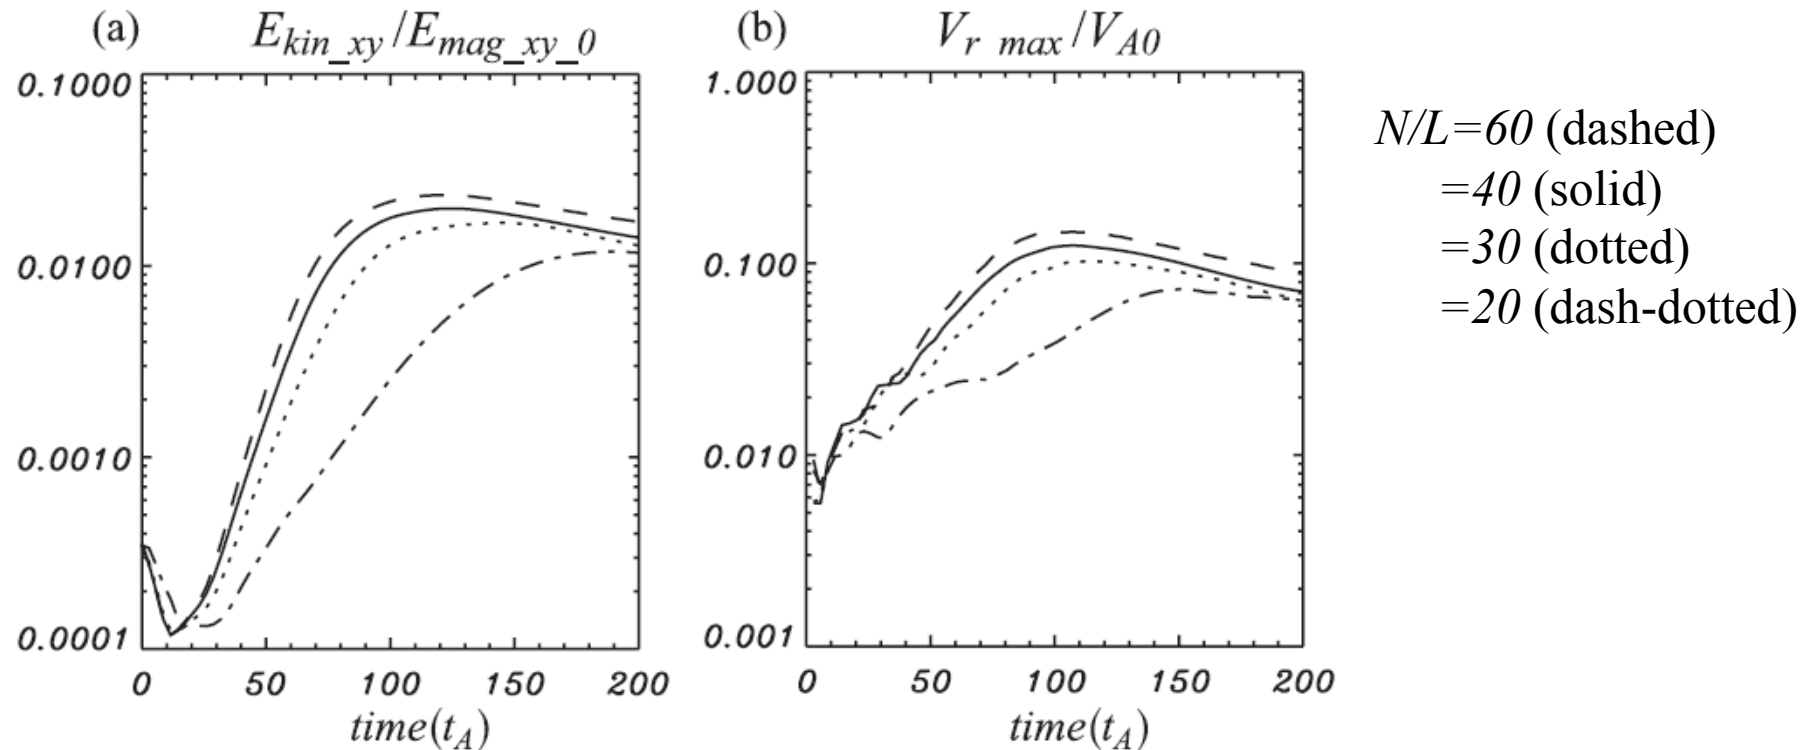 (a) E_kin_xy/E_mag_xy_0
0.1000
0.0100
0.0010
0.0001
0 50 100 150 200
time(t_A)
(b) V_r max/V_A0
1.000
0.100
0.010
0.001
0 50 100 150 200
time(t_A)
N/L=60 (dashed)
=40 (solid)
=30 (dotted)
=20 (dash-dotted)